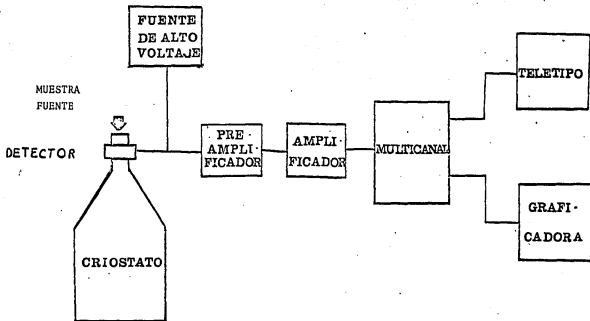 FUENTE
DE ALTO
VOLTAJE
MUESTRA
FUENTE
DETECTOR
PRE-
AMPLI-
FICADOR
AMPLI-
FICADOR
MULTICANAL
TELETIPO
GRAFI-
CADORA
CRIOSTATO